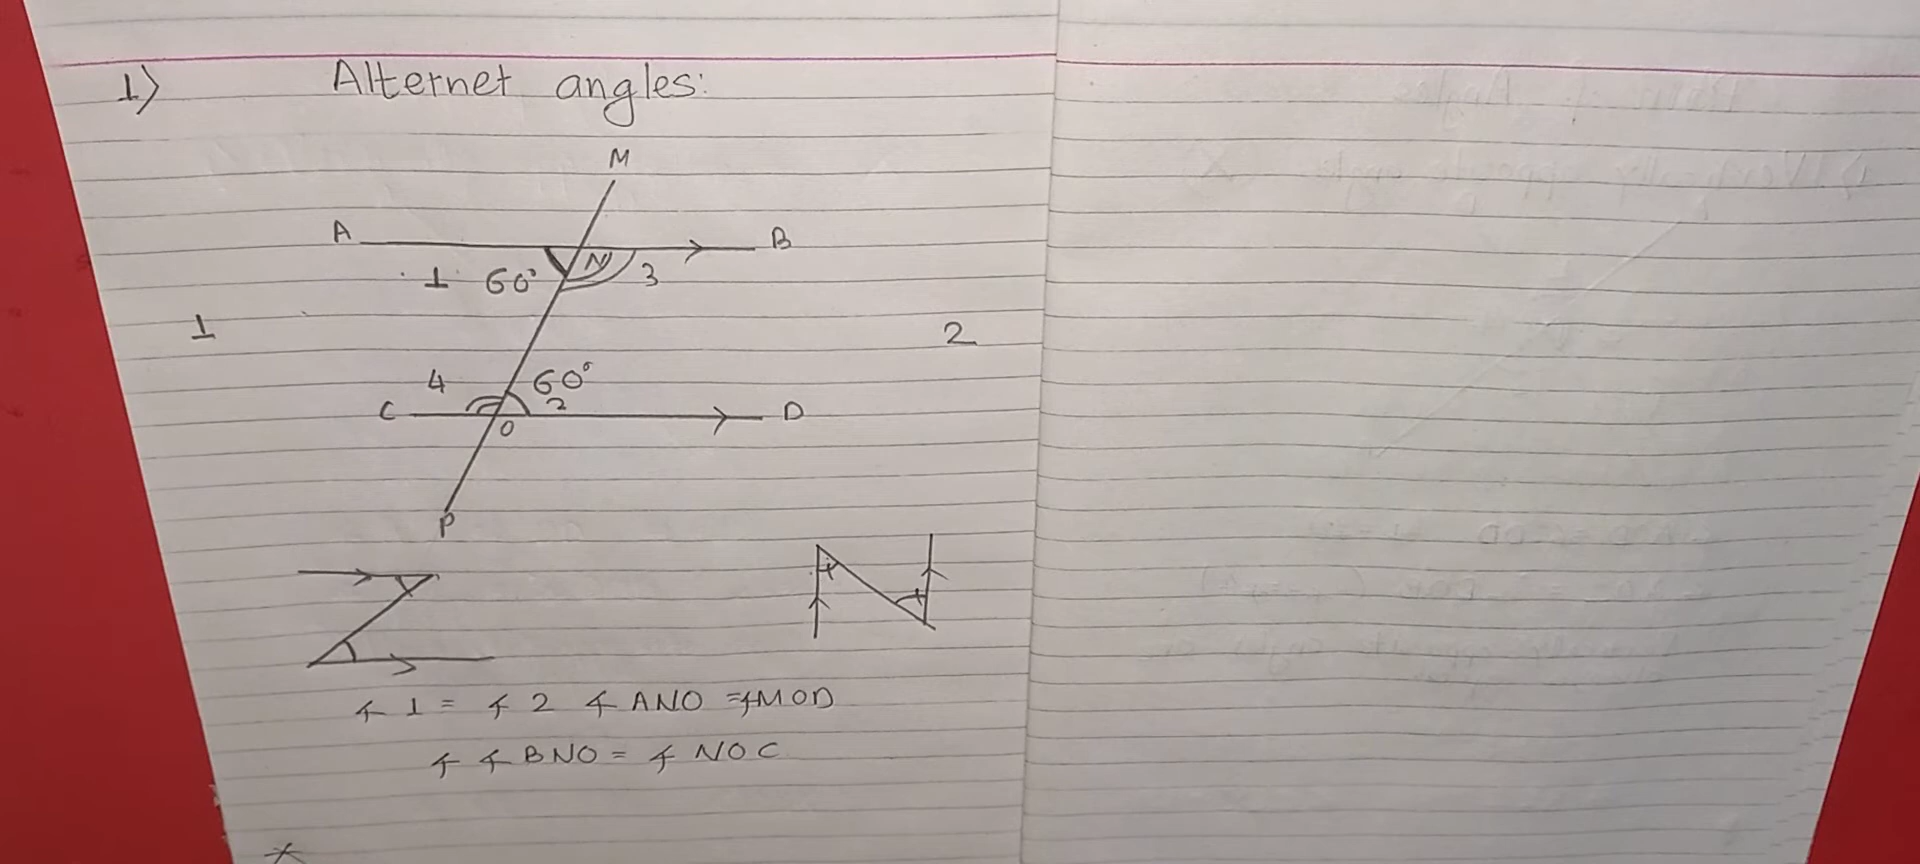 1) Alternet angles:
M
A B
1 60° N 3
1 2
4 60°
2
C D
O
P
∡ 1 = ∡ 2 ∡ ANO = ∡MOD
∡ ∡ BNO = ∡ NOC